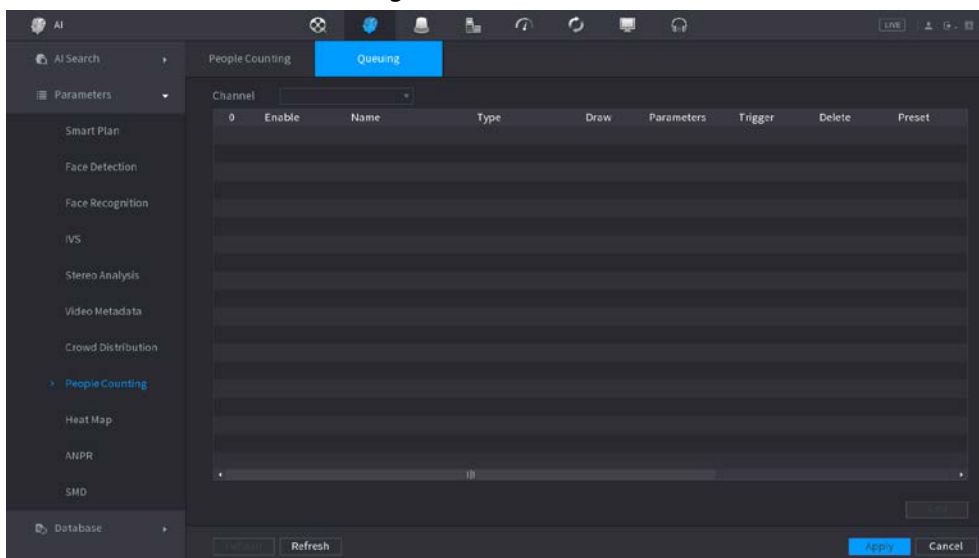 AI
LIVE
AI Search
People Counting
Queuing
Parameters
Channel
0 Enable Name Type Draw Parameters Trigger Delete Preset
Smart Plan
Face Detection
Face Recognition
IVS
Stereo Analysis
Video Metadata
Crowd Distribution
People Counting
Heat Map
ANPR
SMD
Database
Refresh
Apply
Cancel